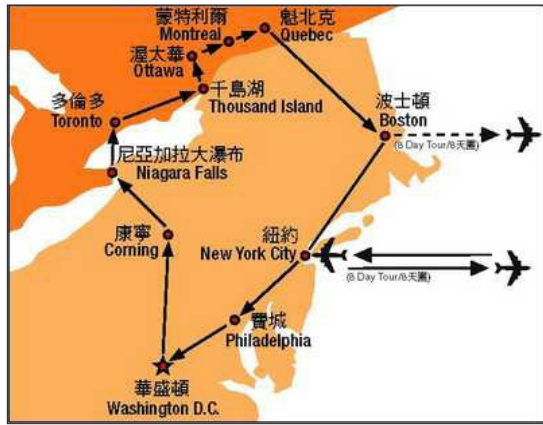 蒙特利爾
Montreal
魁北克
Quebec
渥太華
Ottawa
千島湖
Thousand Island
多倫多
Toronto
波士頓
Boston
(8 Day Tour/8天團)
尼亞加拉大瀑布
Niagara Falls
康寧
Corning
紐約
New York City
(8 Day Tour/8天團)
費城
Philadelphia
華盛頓
Washington D.C.